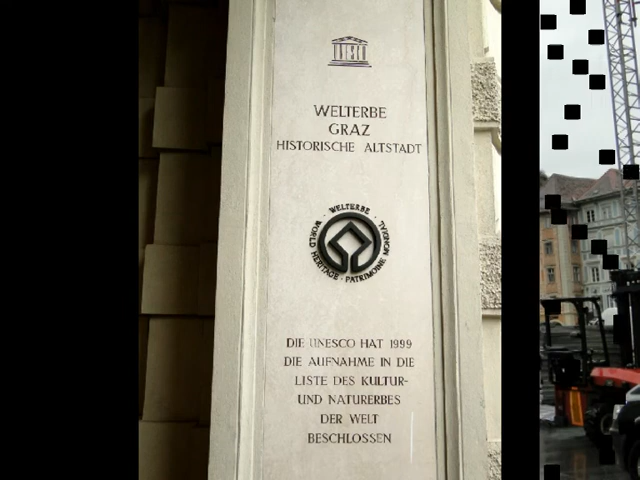 UNESCO
WELTERBE
GRAZ
HISTORISCHE ALTSTADT
· WELTERBE · WORLD HERITAGE · PATRIMOINE MONDIAL
DIE UNESCO HAT 1999
DIE AUFNAHME IN DIE
LISTE DES KULTUR-
UND NATURERBES
DER WELT
BESCHLOSSEN